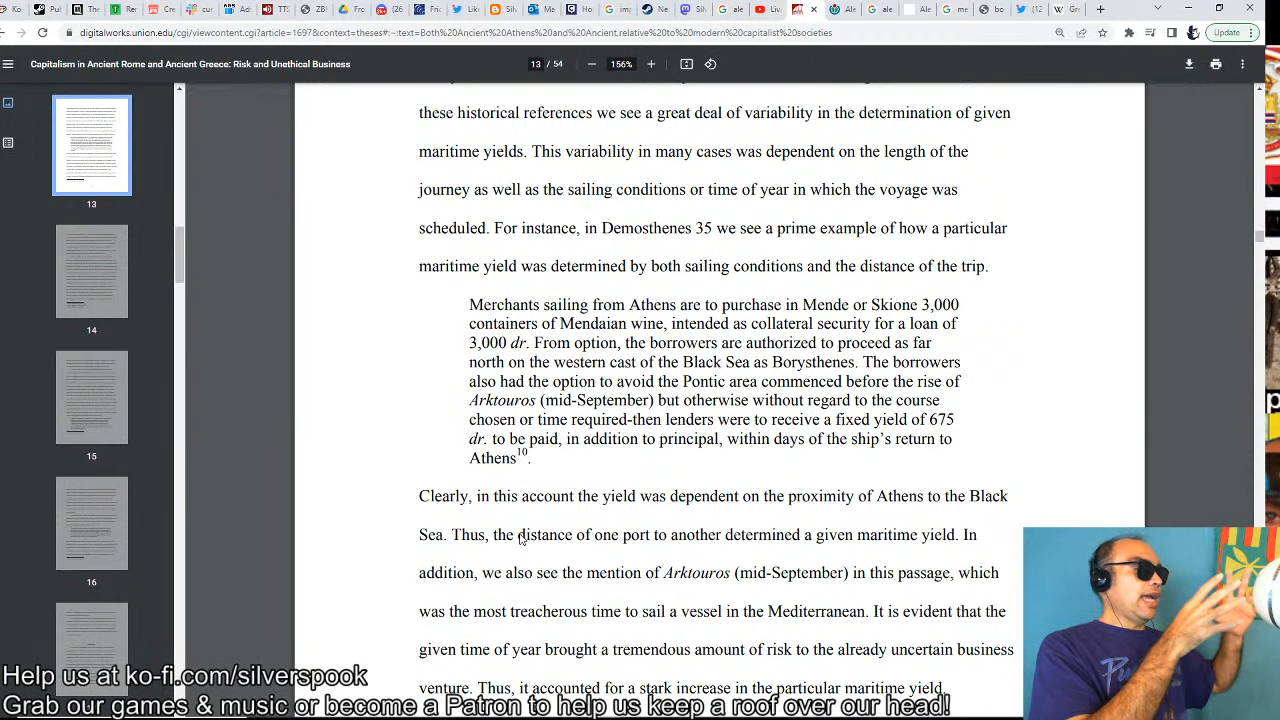 digitalworks.union.edu/cgi/viewcontent.cgi?article=1697&context=theses#:~:text=Both%20Ancient%20Athens%20and%20Ancient,relative%20to%20modern%20capitalist%20societies
Update
Capitalism in Ancient Rome and Ancient Greece: Risk and Unethical Business
13 / 54
156%
13
14
15
16
these historical references we see a great deal of variability in the determination of given
maritime yields. This variability in many cases was dependent on the length of the
journey as well as the sailing conditions or time of year in which the voyage was
scheduled. For instance, in Demosthenes 35 we see a prime example of how a particular
maritime yield was determined by both sailing conditions and the distance of the trip.
Merchants sailing from Athens are to purchase in Mende or Skione 3,000
containers of Mendaian wine, intended as collateral security for a loan of
3,000 dr. From option, the borrowers are authorized to proceed as far
north on the western cast of the Black Sea as Borysthenes. The borrowers
also had the option to avoid the Pontic area commenced before the rise of
Arktouros (mid-September) but otherwise without regard to the course
chosen or time required-then lenders were to receive a fixed yield of 675
dr. to be paid, in addition to principal, within days of the ship's return to
Athens10.
Clearly, in this account the yield was dependent on the proximity of Athens to the Black
Sea. Thus, the distance of one port to another determined a given maritime yield. In
addition, we also see the mention of Arktouros (mid-September) in this passage, which
was the most treacherous time to sail a vessel in the Mediterranean. It is evident that the
given time of year brought a tremendous amount of risk to the already uncertain business
venture. Thus, it accounted for a stark increase in the particular maritime yield
Help us at ko-fi.com/silverspook
Grab our games & music or become a Patron to help us keep a roof over our head!